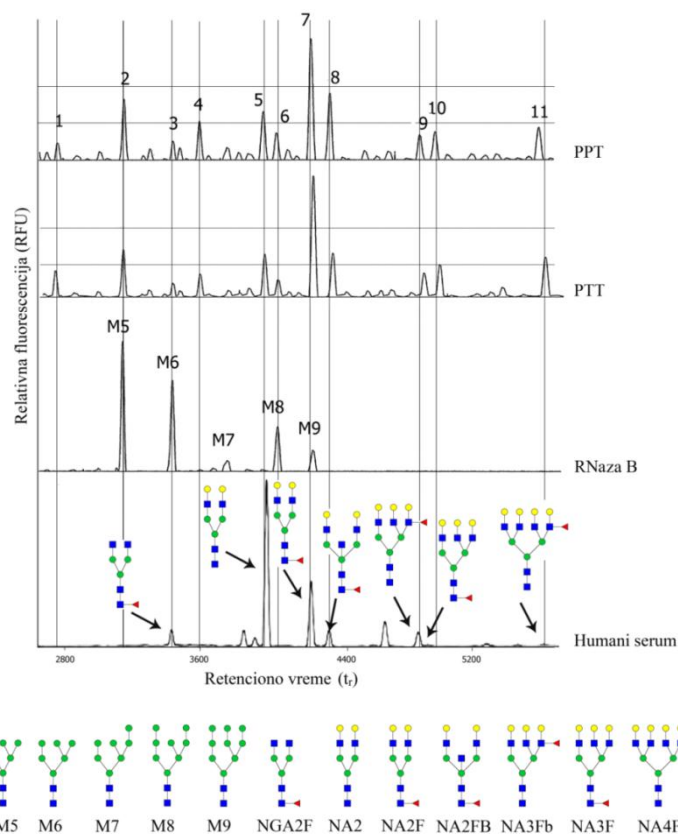 7
1 2 3 4 5 6 8 9 10 11
PPT
PTT
Relativna fluorescencija (RFU)
M5 M6 M7 M8 M9
RNaza B
Humani serum
2800 3600 4400 5200
Retenciono vreme (tᵣ)
M5 M6 M7 M8 M9 NGA2F NA2 NA2F NA2FB NA3Fb NA3F NA4F